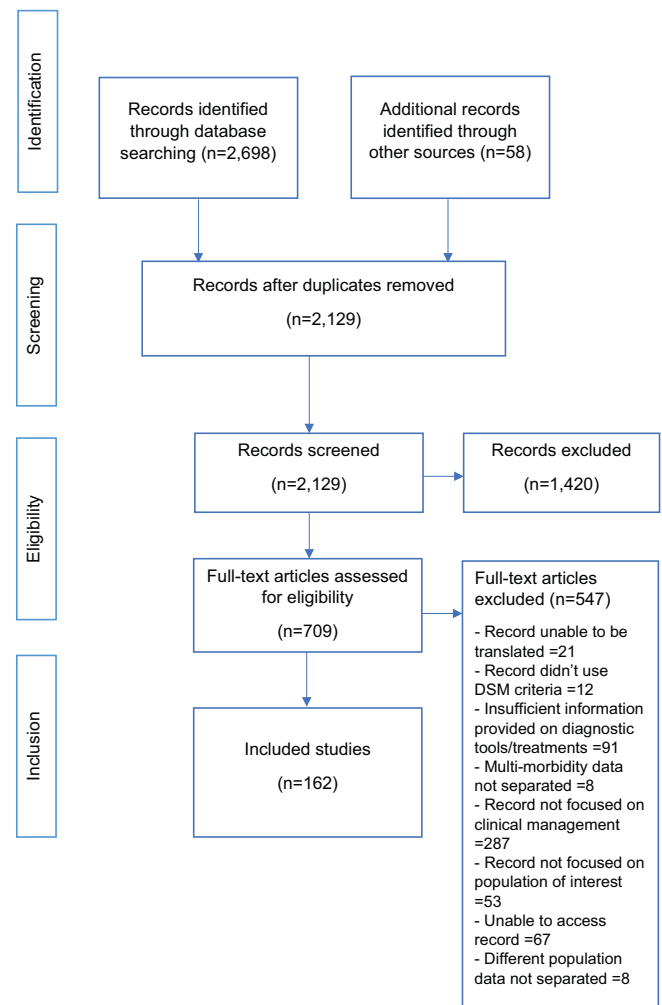 Identification
Records identified
through database
searching (n=2,698)
Additional records
identified through
other sources (n=58)
Screening
Records after duplicates removed
(n=2,129)
Eligibility
Records screened
(n=2,129)
Records excluded
(n=1,420)
Full-text articles assessed
for eligibility
(n=709)
Full-text articles
excluded (n=547)
- Record unable to be
translated =21
- Record didn't use
DSM criteria =12
- Insufficient information
provided on diagnostic
tools/treatments =91
- Multi-morbidity data
not separated =8
- Record not focused on
clinical management
=287
- Record not focused on
population of interest
=53
- Unable to access
record =67
- Different population
data not separated =8
Inclusion
Included studies
(n=162)